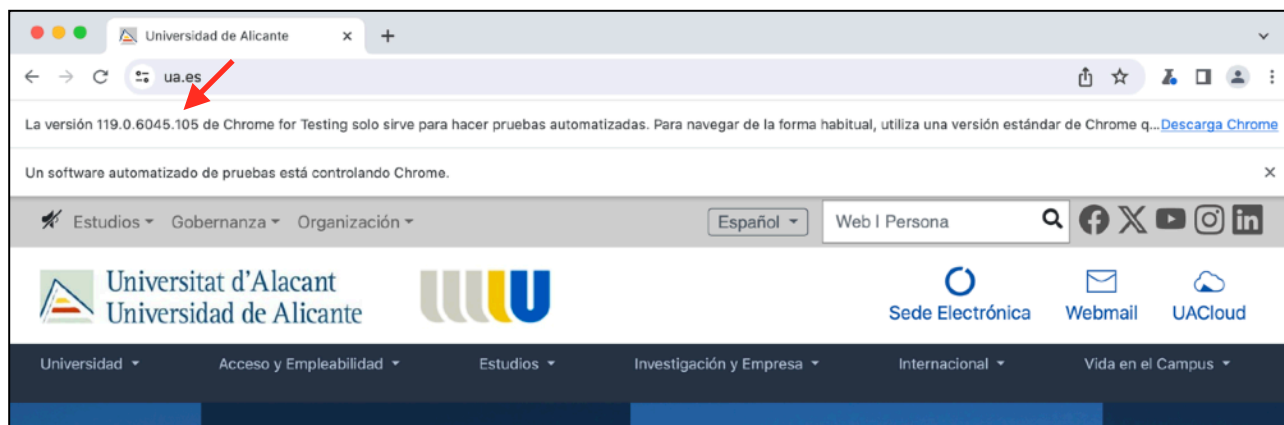 Universidad de Alicante
ua.es
La versión 119.0.6045.105 de Chrome for Testing solo sirve para hacer pruebas automatizadas. Para navegar de la forma habitual, utiliza una versión estándar de Chrome q...Descarga Chrome
Un software automatizado de pruebas está controlando Chrome.
Estudios Gobernanza Organización Español Web I Persona
Universitat d'Alacant
Universidad de Alicante
Sede Electrónica Webmail UACloud
Universidad Acceso y Empleabilidad Estudios Investigación y Empresa Internacional Vida en el Campus